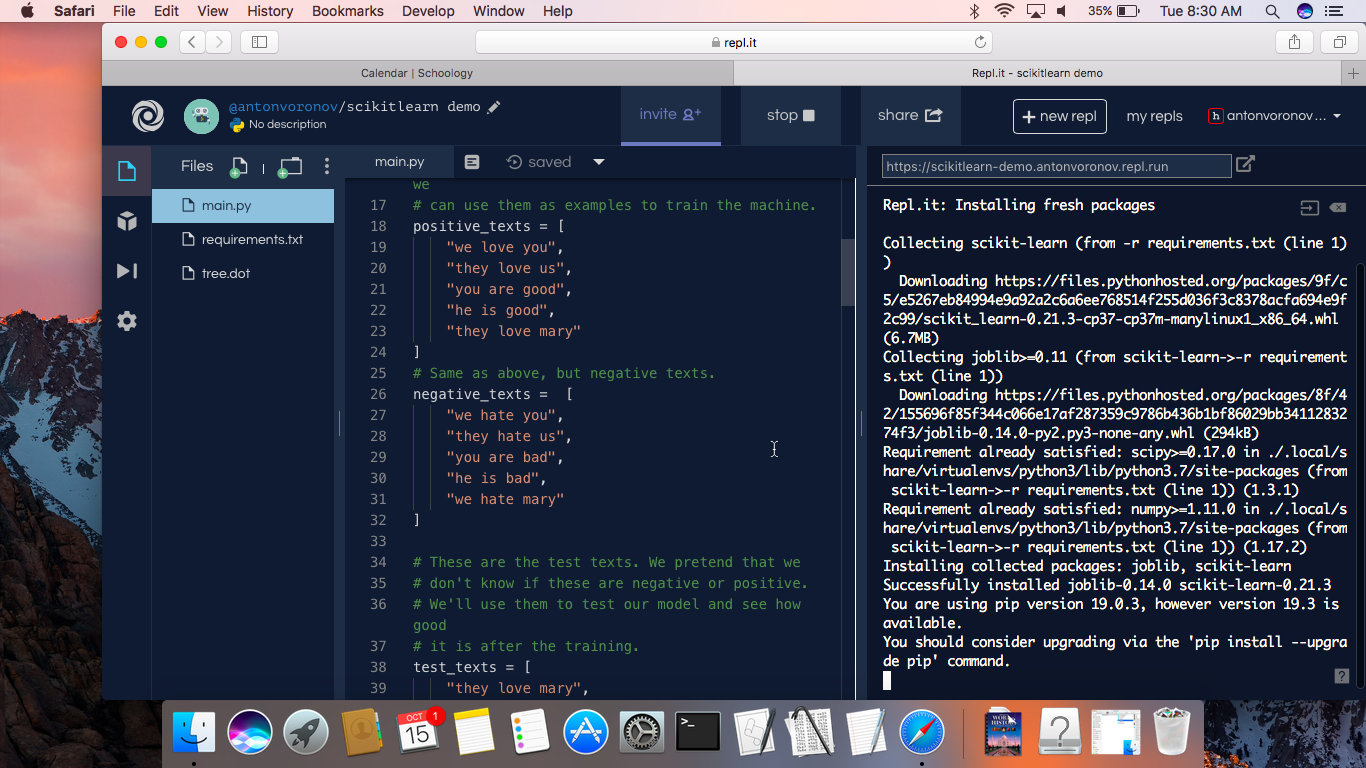 Safari File Edit View History Bookmarks Develop Window Help 35% Tue 8:30 AM
repl.it
Calendar | Schoology Repl.it - scikitlearn demo
@antonvoronov/scikitlearn demo
No description
invite
stop
share
+ new repl
my repls
h antonvoronov...
Files
main.py
requirements.txt
tree.dot
main.py saved
we
17 # can use them as examples to train the machine.
18 positive_texts = [
19 "we love you",
20 "they love us",
21 "you are good",
22 "he is good",
23 "they love mary"
24 ]
25 # Same as above, but negative texts.
26 negative_texts =  [
27 "we hate you",
28 "they hate us",
29 "you are bad",
30 "he is bad",
31 "we hate mary"
32 ]
33
34 # These are the test texts. We pretend that we
35 # don't know if these are negative or positive.
36 # We'll use them to test our model and see how
good
37 # it is after the training.
38 test_texts = [
39 "they love mary",
https://scikitlearn-demo.antonvoronov.repl.run
Repl.it: Installing fresh packages
Collecting scikit-learn (from -r requirements.txt (line 1)
)
Downloading https://files.pythonhosted.org/packages/9f/c
5/e5267eb84994e9a92a2c6a6ee768514f255d036f3c8378acfa694e9f
2c99/scikit_learn-0.21.3-cp37-cp37m-manylinux1_x86_64.whl
(6.7MB)
Collecting joblib>=0.11 (from scikit-learn->-r requirement
s.txt (line 1))
Downloading https://files.pythonhosted.org/packages/8f/4
2/155696f85f344c066e17af287359c9786b436b1bf86029bb34112832
74f3/joblib-0.14.0-py2.py3-none-any.whl (294kB)
Requirement already satisfied: scipy>=0.17.0 in ./.local/s
hare/virtualenvs/python3/lib/python3.7/site-packages (from
scikit-learn->-r requirements.txt (line 1)) (1.3.1)
Requirement already satisfied: numpy>=1.11.0 in ./.local/s
hare/virtualenvs/python3/lib/python3.7/site-packages (from
scikit-learn->-r requirements.txt (line 1)) (1.17.2)
Installing collected packages: joblib, scikit-learn
Successfully installed joblib-0.14.0 scikit-learn-0.21.3
You are using pip version 19.0.3, however version 19.3 is
available.
You should consider upgrading via the 'pip install --upgra
de pip' command.
?
OCT
15
1